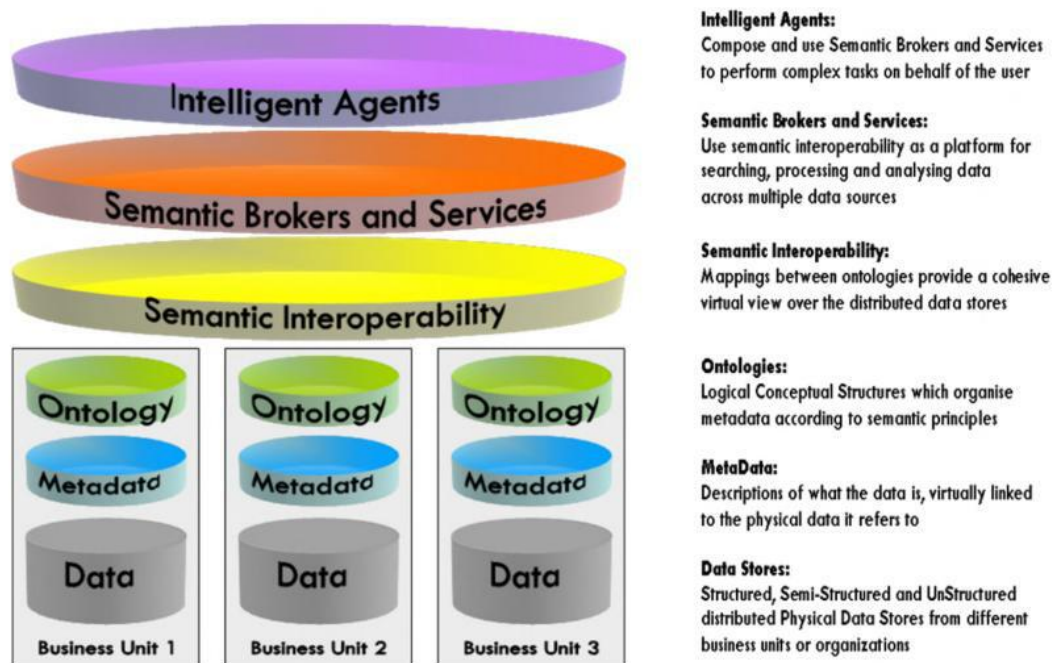 Intelligent Agents
Semantic Brokers and Services
Semantic Interoperability
Ontology
Metadata
Data
Business Unit 1
Ontology
Metadata
Data
Business Unit 2
Ontology
Metadata
Data
Business Unit 3
Intelligent Agents:
Compose and use Semantic Brokers and Services
to perform complex tasks on behalf of the user
Semantic Brokers and Services:
Use semantic interoperability as a platform for
searching, processing and analysing data
across multiple data sources
Semantic Interoperability:
Mappings between ontologies provide a cohesive
virtual view over the distributed data stores
Ontologies:
Logical Conceptual Structures which organise
metadata according to semantic principles
MetaData:
Descriptions of what the data is, virtually linked
to the physical data it refers to
Data Stores:
Structured, Semi-Structured and UnStructured
distributed Physical Data Stores from different
business units or organizations